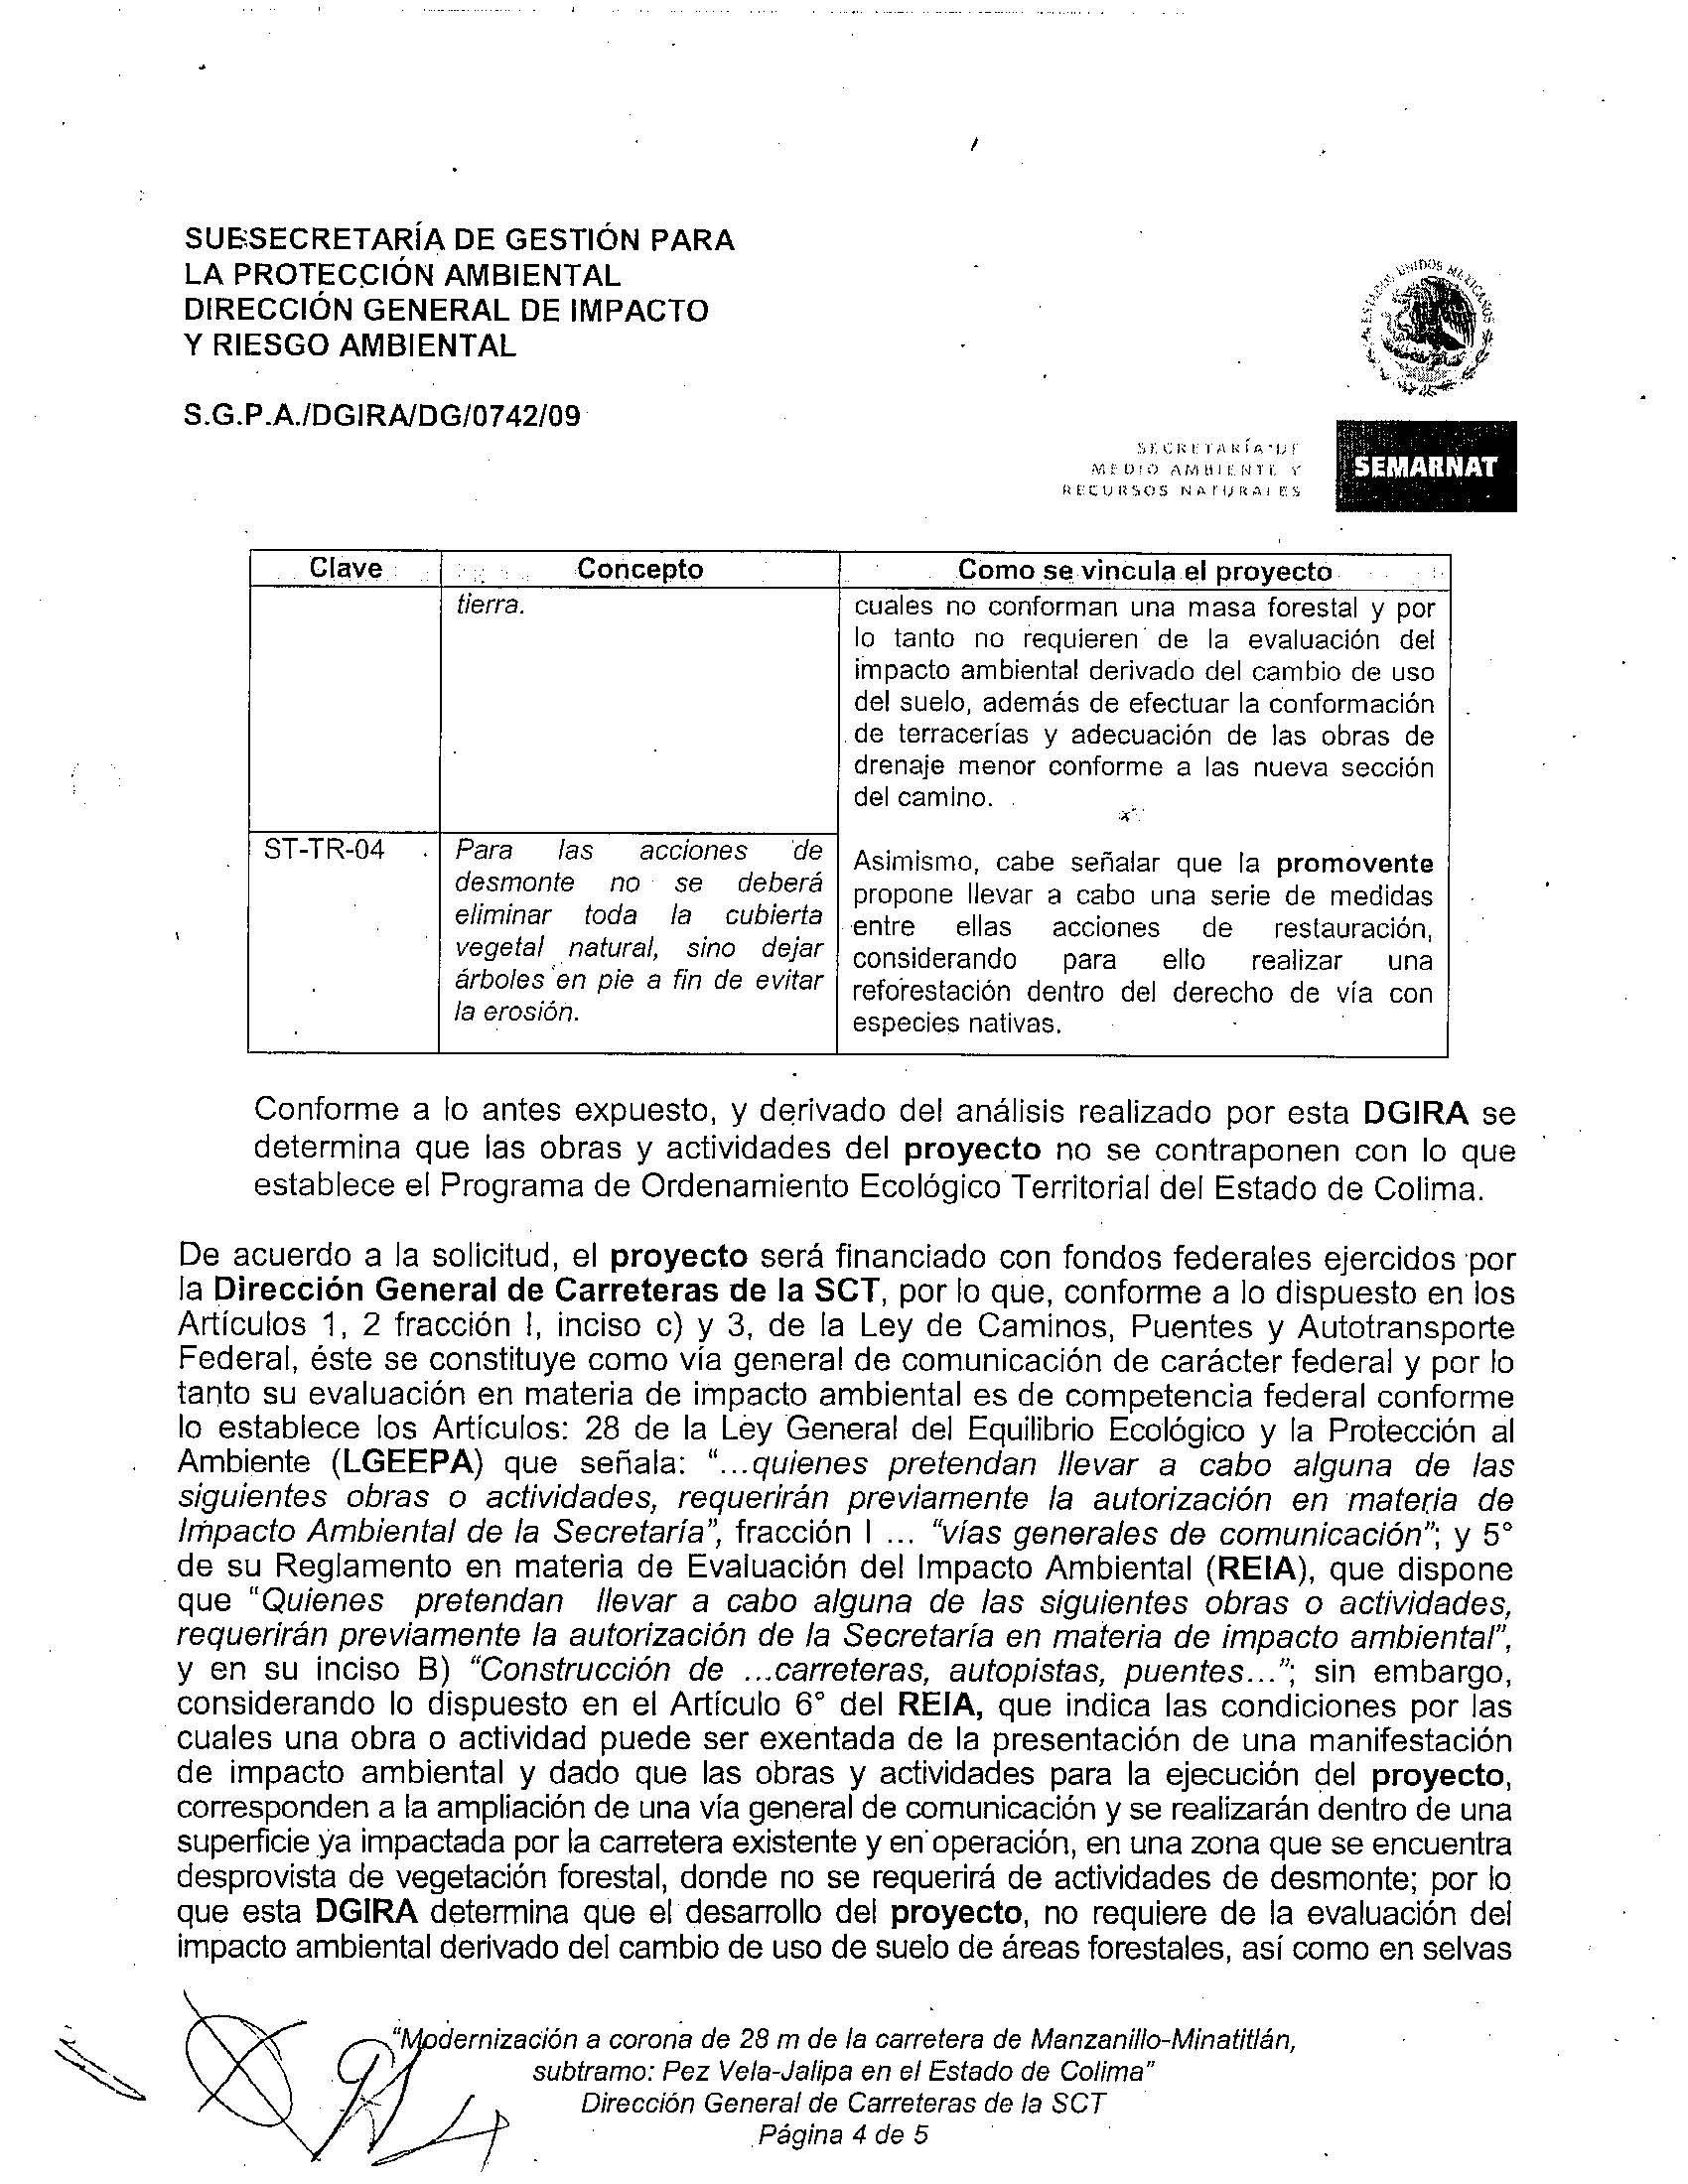 SUBSECRETARÍA DE GESTIÓN PARA
LA PROTECCIÓN AMBIENTAL
DIRECCIÓN GENERAL DE IMPACTO
Y RIESGO AMBIENTAL
S.G.P.A./DGIRA/DG/0742/09
ESTADOS UNIDOS MEXICANOS
SECRETARÍA DE
MEDIO AMBIENTE Y
RECURSOS NATURALES
SEMARNAT
Clave Concepto Como se vincula el proyecto
tierra.
cuales no conforman una masa forestal y por
lo tanto no requieren de la evaluación del
impacto ambiental derivado del cambio de uso
del suelo, además de efectuar la conformación
de terracerías y adecuación de las obras de
drenaje menor conforme a las nueva sección
del camino.
ST-TR-04
Para las acciones de
desmonte no se deberá
eliminar toda la cubierta
vegetal natural, sino dejar
árboles en pie a fin de evitar
la erosión.
Asimismo, cabe señalar que la promovente
propone llevar a cabo una serie de medidas
entre ellas acciones de restauración,
considerando para ello realizar una
reforestación dentro del derecho de vía con
especies nativas.
Conforme a lo antes expuesto, y derivado del análisis realizado por esta DGIRA se
determina que las obras y actividades del proyecto no se contraponen con lo que
establece el Programa de Ordenamiento Ecológico Territorial del Estado de Colima.
De acuerdo a la solicitud, el proyecto será financiado con fondos federales ejercidos por
la Dirección General de Carreteras de la SCT, por lo que, conforme a lo dispuesto en los
Artículos 1, 2 fracción I, inciso c) y 3, de la Ley de Caminos, Puentes y Autotransporte
Federal, éste se constituye como vía general de comunicación de carácter federal y por lo
tanto su evaluación en materia de impacto ambiental es de competencia federal conforme
lo establece los Artículos: 28 de la Ley General del Equilibrio Ecológico y la Protección al
Ambiente (LGEEPA) que señala: "...quienes pretendan llevar a cabo alguna de las
siguientes obras o actividades, requerirán previamente la autorización en materia de
Impacto Ambiental de la Secretaría", fracción I ... "vías generales de comunicación"; y 5°
de su Reglamento en materia de Evaluación del Impacto Ambiental (REIA), que dispone
que "Quienes pretendan llevar a cabo alguna de las siguientes obras o actividades,
requerirán previamente la autorización de la Secretaría en materia de impacto ambiental",
y en su inciso B) "Construcción de ...carreteras, autopistas, puentes..."; sin embargo,
considerando lo dispuesto en el Artículo 6° del REIA, que indica las condiciones por las
cuales una obra o actividad puede ser exentada de la presentación de una manifestación
de impacto ambiental y dado que las obras y actividades para la ejecución del proyecto,
corresponden a la ampliación de una vía general de comunicación y se realizarán dentro de una
superficie ya impactada por la carretera existente y en operación, en una zona que se encuentra
desprovista de vegetación forestal, donde no se requerirá de actividades de desmonte; por lo
que esta DGIRA determina que el desarrollo del proyecto, no requiere de la evaluación del
impacto ambiental derivado del cambio de uso de suelo de áreas forestales, así como en selvas
"Modernización a corona de 28 m de la carretera de Manzanillo-Minatitlán,
subtramo: Pez Vela-Jalipa en el Estado de Colima"
Dirección General de Carreteras de la SCT
Página 4 de 5